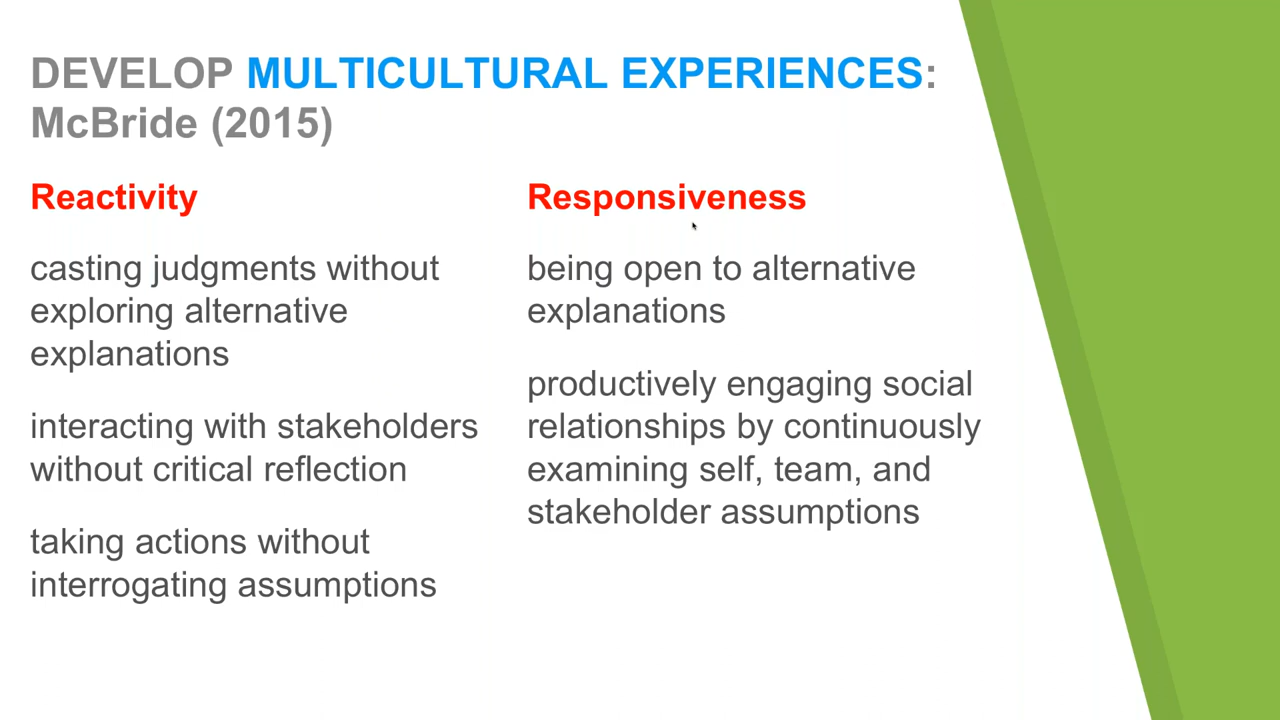 DEVELOP MULTICULTURAL EXPERIENCES:
McBride (2015)
Reactivity
casting judgments without
exploring alternative
explanations
interacting with stakeholders
without critical reflection
taking actions without
interrogating assumptions
Responsiveness
being open to alternative
explanations
productively engaging social
relationships by continuously
examining self, team, and
stakeholder assumptions